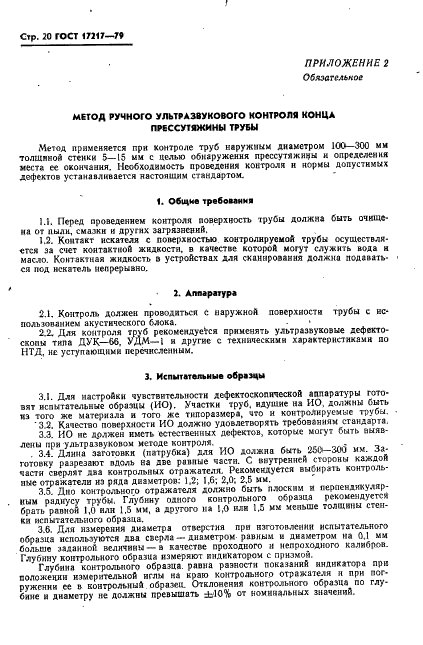 Стр. 20 ГОСТ 17217—79
ПРИЛОЖЕНИЕ 2
Обязательное
МЕТОД РУЧНОГО УЛЬТРАЗВУКОВОГО КОНТРОЛЯ КОНЦА
ПРЕССУТЯЖИНЫ ТРУБЫ
Метод применяется при контроле труб наружным диаметром 100—300 мм
толщиной стенки 5—15 мм с целью обнаружения прессутяжины и определения
места ее окончания. Необходимость проведения контроля и нормы допустимых
дефектов устанавливается настоящим стандартом.
1. Общие требования
1.1. Перед проведением контроля поверхность трубы должна быть очище-
на от пыли, смазки и других загрязнений.
1.2. Контакт искателя с поверхностью контролируемой трубы осуществля-
ется за счет контактной жидкости, в качестве которой могут служить вода и
масло. Контактная жидкость в устройствах для сканирования должна подавать-
ся под искатель непрерывно.
2. Аппаратура
2.1. Контроль должен проводиться с наружной поверхности трубы с ис-
пользованием акустического блока.
2.2. Для контроля труб рекомендуется применять ультразвуковые дефекто-
скопы типа ДУК—66, УДМ—1 и другие с техническими характеристиками по
НТД, не уступающими перечисленным.
3. Испытательные образцы
3.1. Для настройки чувствительности дефектоскопической аппаратуры гото-
вят испытательные образцы (ИО). Участки труб, идущие на ИО, должны быть
из того же материала и того же типоразмера, что и контролируемые трубы.
3.2. Качество поверхности ИО должно удовлетворять требованиям стандарта.
3.3. ИО не должен иметь естественных дефектов, которые могут быть выяв-
лены при ультразвуковом методе контроля.
3.4. Длина заготовки (патрубка) для ИО должна быть 250—300 мм. За-
готовку разрезают вдоль на две равные части. С внутренней стороны каждой
части сверлят два контрольных отражателя. Рекомендуется выбирать контроль-
ные отражатели из ряда диаметров: 1,2; 1,6; 2,0; 2,5 мм.
3.5. Дно контрольного отражателя должно быть плоским и перпендикуляр-
ным радиусу трубы. Глубину одного контрольного образца рекомендуется
брать равной 1,0 или 1,5 мм, а другого на 1,0 или 1,5 мм меньше толщины стен-
ки испытательного образца.
3.6. Для измерения диаметра отверстия при изготовлении испытательного
образца используются два сверла — диаметром равным и диаметром на 0,1 мм
больше заданной величины — в качестве проходного и непроходного калибров.
Глубину контрольного образца измеряют индикатором с призмой.
Глубина контрольного образца равна разности показаний индикатора при
положении измерительной иглы на краю контрольного отражателя и при пог-
ружении ее в контрольный образец. Отклонения контрольного образца по глу-
бине и диаметру не должны превышать ±10% от номинальных значений.